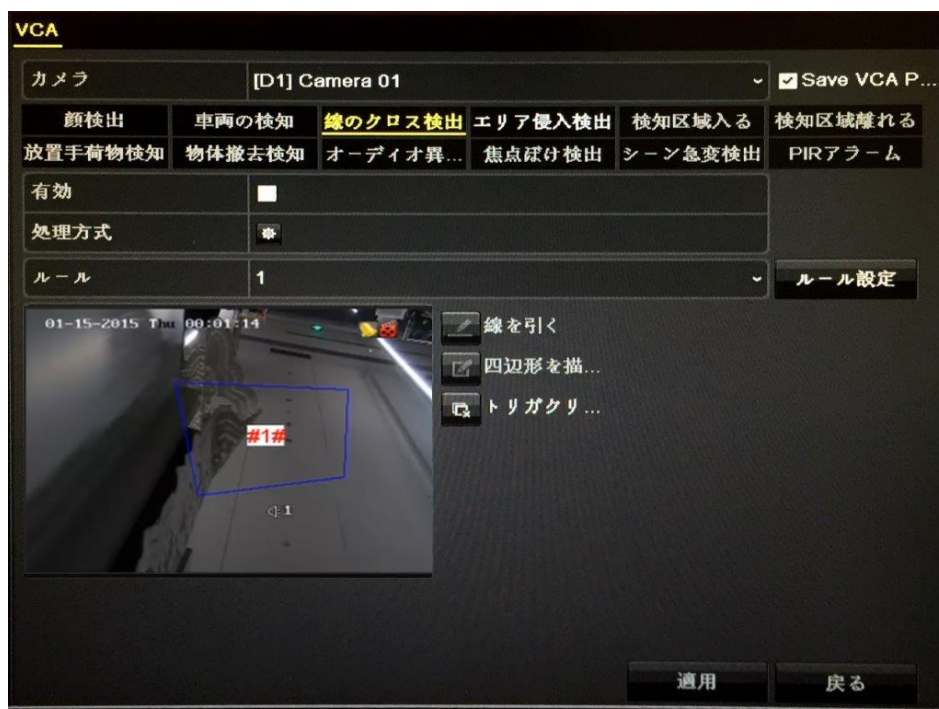 VCA
カメラ [D1] Camera 01 Save VCA P...
顔検出 車両の検知 線のクロス検出 エリア侵入検出 検知区域入る 検知区域離れる
放置手荷物検知 物体撤去検知 オーディオ異... 焦点ぼけ検出 シーン急変検出 PIRアラーム
有効
処理方式
ルール 1 ルール設定
01-15-2015 Thu 00:01:14
線を引く
四辺形を描...
トリガクリ...
#1#
1
適用 戻る